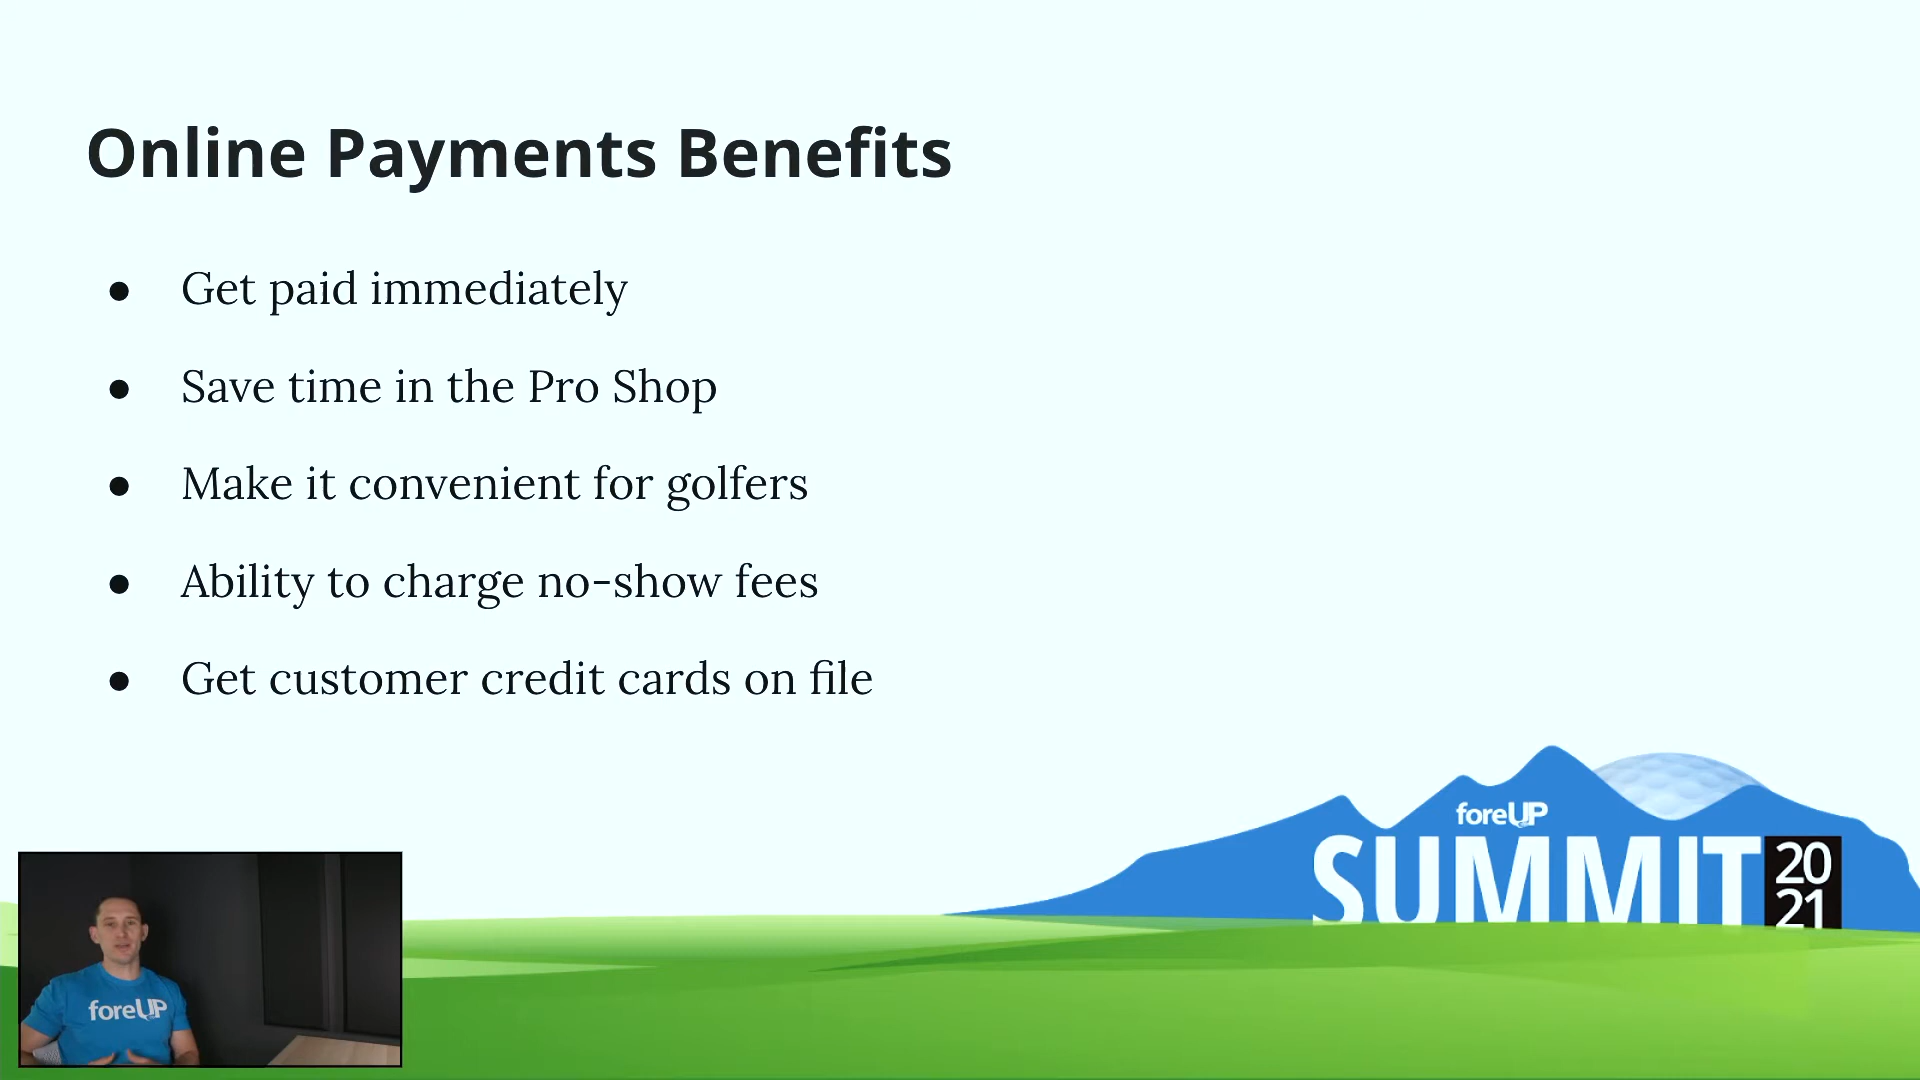 Online Payments Benefits
● Get paid immediately
● Save time in the Pro Shop
● Make it convenient for golfers
● Ability to charge no-show fees
● Get customer credit cards on file
foreUP
SUMMIT
20
21
foreUP